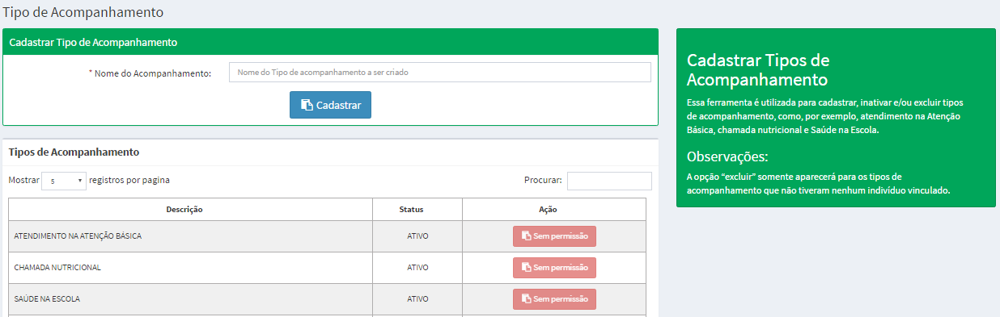 Tipo de Acompanhamento
Cadastrar Tipo de Acompanhamento
* Nome do Acompanhamento:
Nome do Tipo de acompanhamento a ser criado
Cadastrar
Tipos de Acompanhamento
Mostrar 5 registros por pagina
Procurar:
Descrição Status Ação
ATENDIMENTO NA ATENÇÃO BÁSICA ATIVO Sem permissão
CHAMADA NUTRICIONAL ATIVO Sem permissão
SAÚDE NA ESCOLA ATIVO Sem permissão
Cadastrar Tipos de
Acompanhamento
Essa ferramenta é utilizada para cadastrar, inativar e/ou excluir tipos
de acompanhamento, como, por exemplo, atendimento na Atenção
Básica, chamada nutricional e Saúde na Escola.
Observações:
A opção “excluir” somente aparecerá para os tipos de
acompanhamento que não tiveram nenhum indivíduo vinculado.